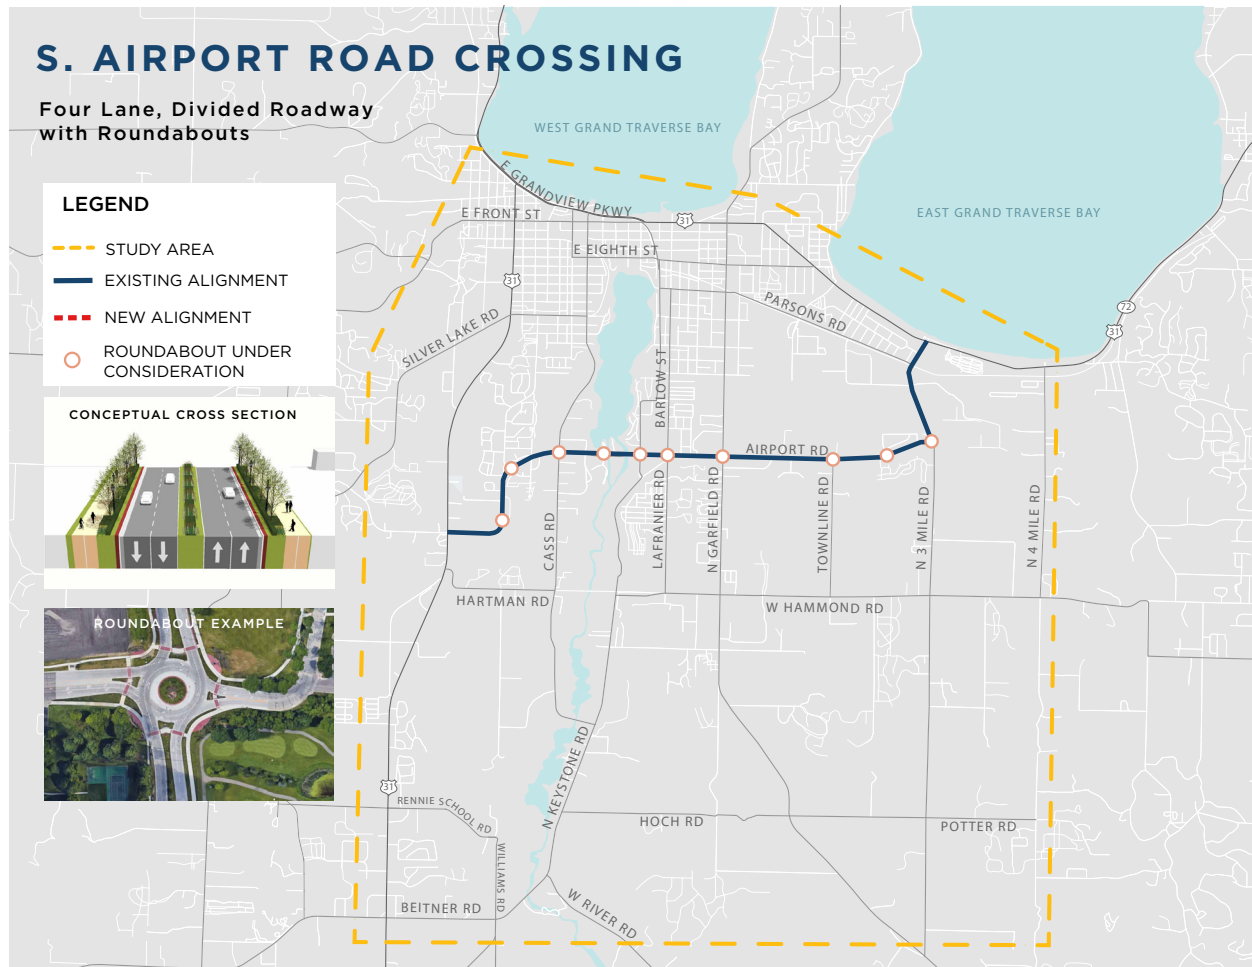 S. AIRPORT ROAD CROSSING
Four Lane, Divided Roadway
with Roundabouts
LEGEND
STUDY AREA
EXISTING ALIGNMENT
NEW ALIGNMENT
ROUNDABOUT UNDER
CONSIDERATION
CONCEPTUAL CROSS SECTION
ROUNDABOUT EXAMPLE
WEST GRAND TRAVERSE BAY
EAST GRAND TRAVERSE BAY
E GRANDVIEW PKWY
E FRONT ST
31
E EIGHTH ST
31
72
31
PARSONS RD
SILVER LAKE RD
BARLOW ST
AIRPORT RD
CASS RD
LAFRANIER RD
N GARFIELD RD
TOWNLINE RD
N 3 MILE RD
N 4 MILE RD
HARTMAN RD
W HAMMOND RD
N KEYSTONE RD
31
RENNIE SCHOOL RD
HOCH RD
POTTER RD
WILLIAMS RD
BEITNER RD
W RIVER RD